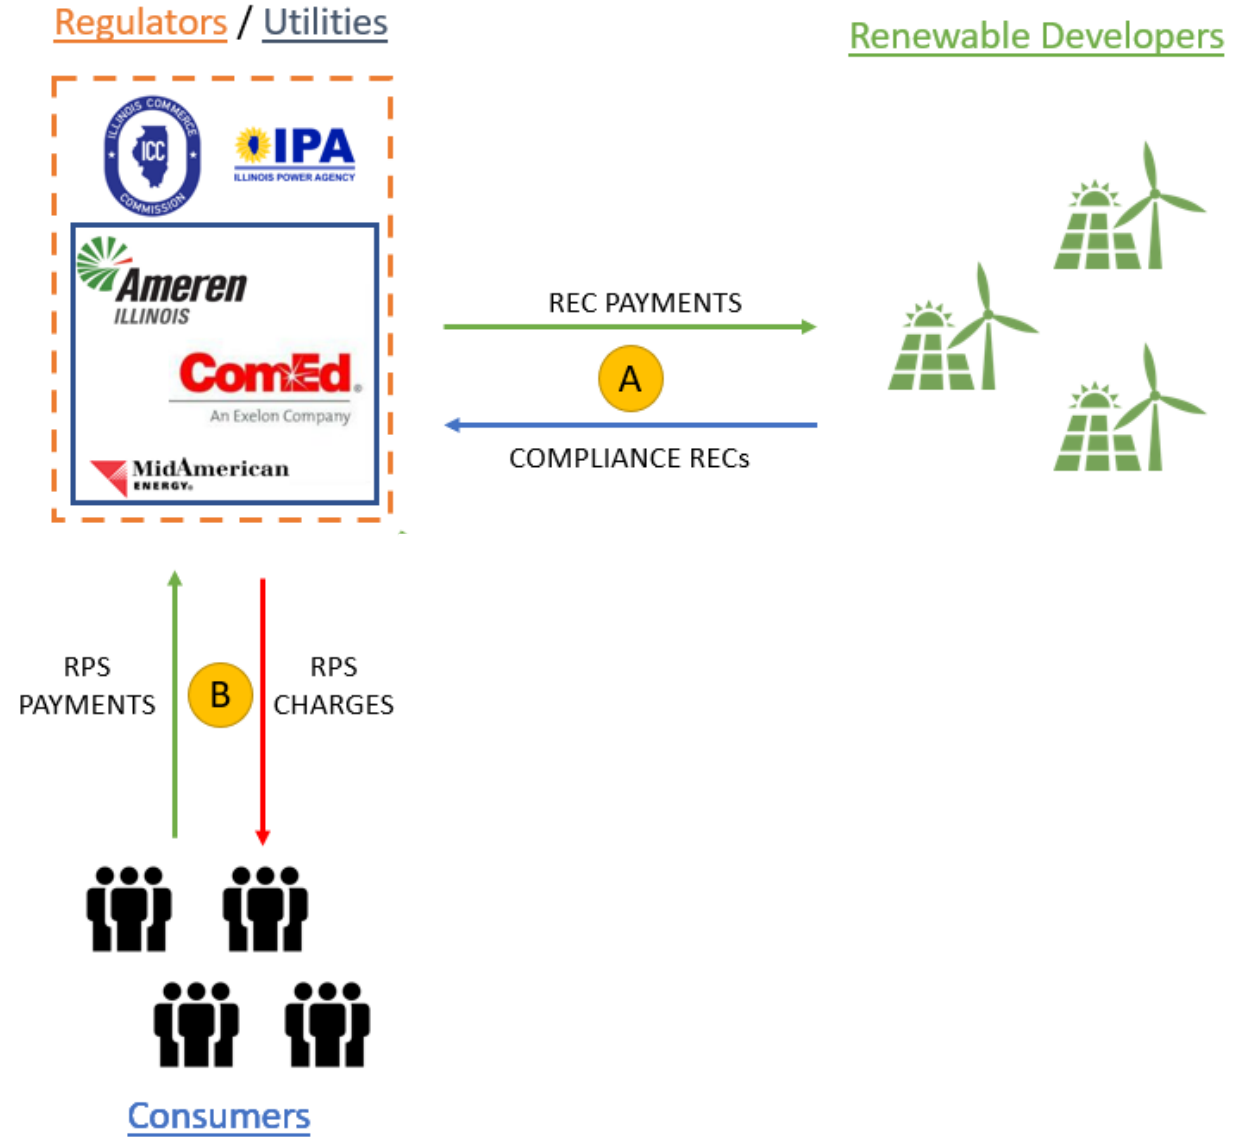 Regulators / Utilities
Renewable Developers
ILLINOIS COMMERCE
ICC
COMMISSION
IPA
ILLINOIS POWER AGENCY
Ameren
ILLINOIS
ComEd®
An Exelon Company
MidAmerican
ENERGY®
REC PAYMENTS
A
COMPLIANCE RECs
RPS
PAYMENTS
B
RPS
CHARGES
Consumers